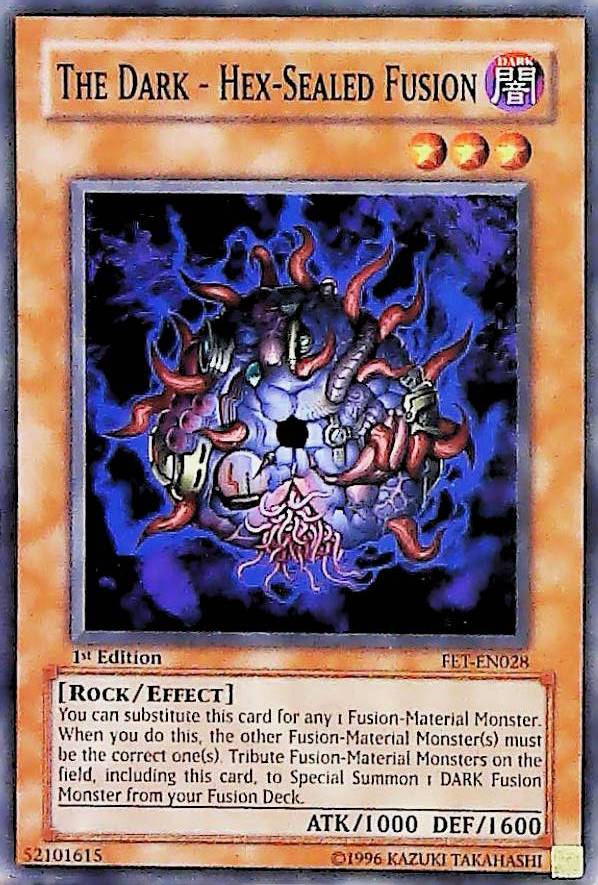 THE DARK - HEX-SEALED FUSION
DARK
闇
1st Edition
FET-EN028
[ROCK/EFFECT]
You can substitute this card for any 1 Fusion-Material Monster.
When you do this, the other Fusion-Material Monster(s) must
be the correct one(s). Tribute Fusion-Material Monsters on the
field, including this card, to Special Summon 1 DARK Fusion
Monster from your Fusion Deck.
ATK/1000 DEF/1600
52101615
©1996 KAZUKI TAKAHASHI